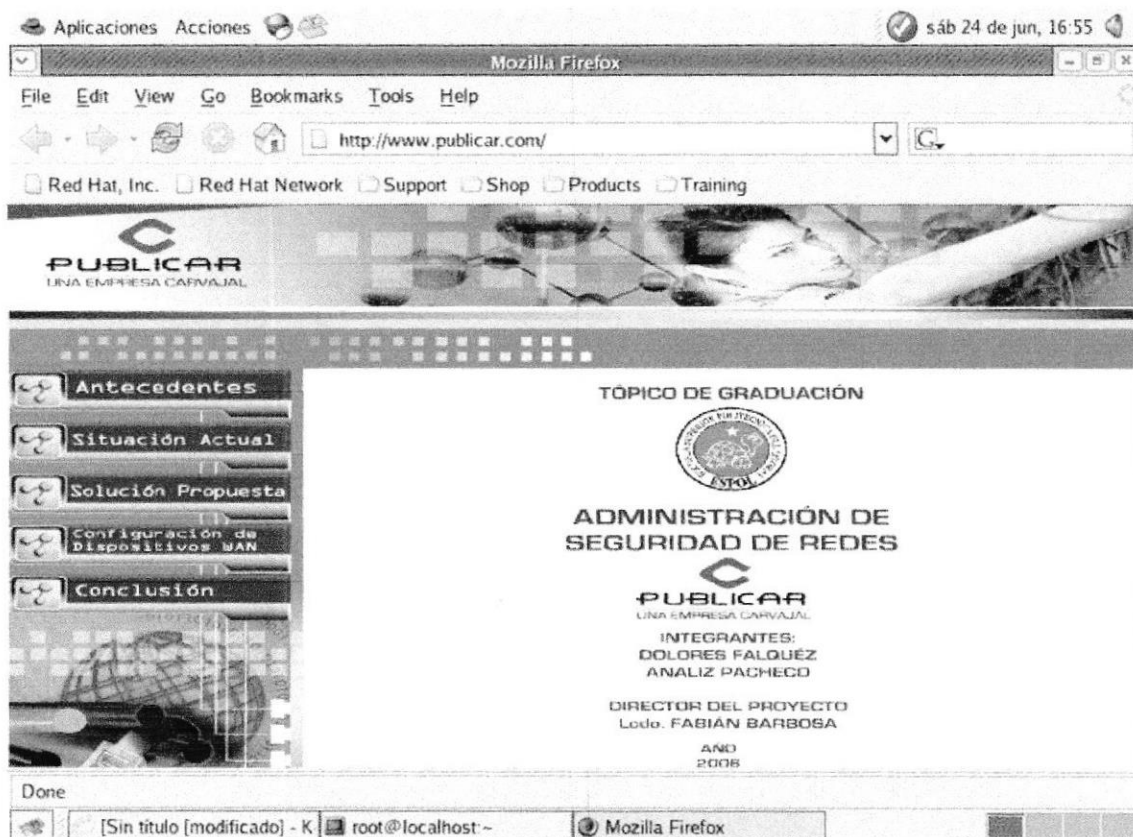 Aplicaciones Acciones sáb 24 de jun, 16:55
Mozilla Firefox
File Edit View Go Bookmarks Tools Help
http://www.publicar.com/ G
Red Hat, Inc. Red Hat Network Support Shop Products Training
PUBLICAR
UNA EMPRESA CARVAJAL
Antecedentes
Situación Actual
Solución Propuesta
Configuración de
Dispositivos WAN
Conclusión
TÓPICO DE GRADUACIÓN
ESPOL
ADMINISTRACIÓN DE
SEGURIDAD DE REDES
PUBLICAR
UNA EMPRESA CARVAJAL
INTEGRANTES:
DOLORES FALQUÉZ
ANALIZ PACHECO
DIRECTOR DEL PROYECTO
Lcdo. FABIÁN BARBOSA
AÑO
2006
Done
[Sin título [modificado] - K root@localhost:~ Mozilla Firefox